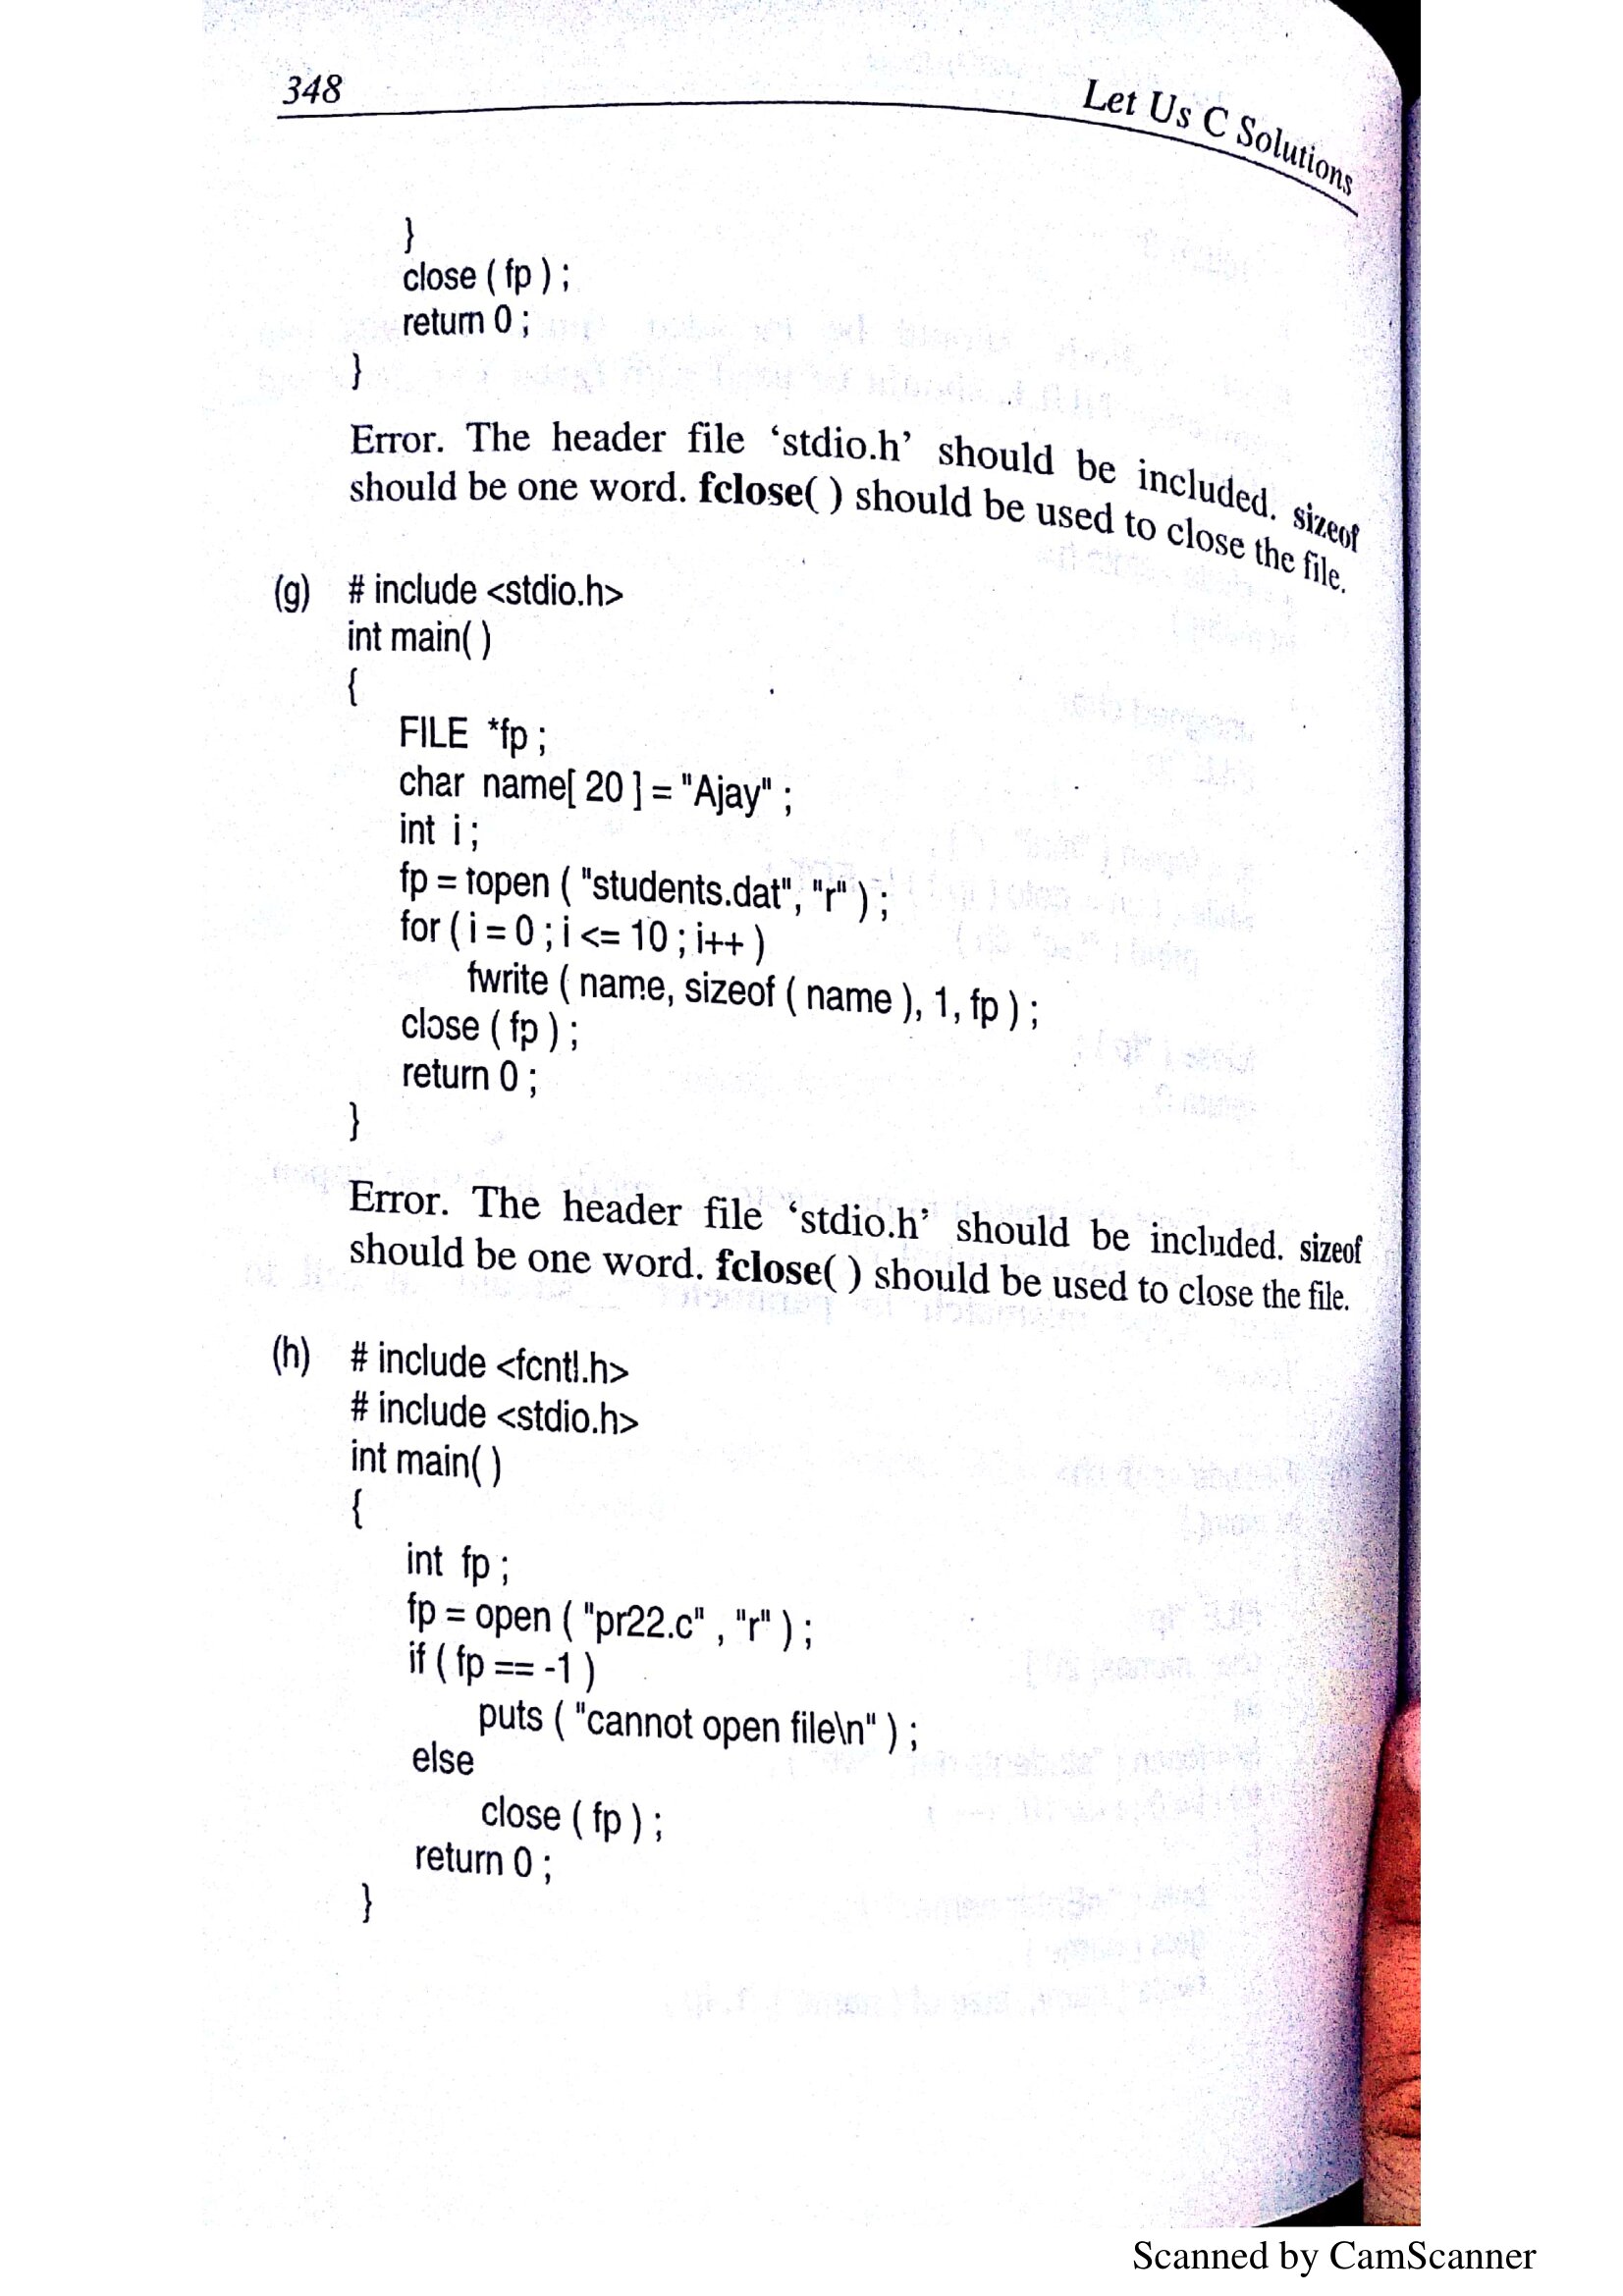 348
Let Us C Solutions
}
close ( fp ) ;
return 0 ;
}
Error. The header file ‘stdio.h’ should be included. sizeof
should be one word. fclose( ) should be used to close the file.
(g) # include <stdio.h>
int main( )
{
FILE *fp ;
char name[ 20 ] = "Ajay" ;
int i ;
fp = fopen ( "students.dat", "r" ) ;
for ( i = 0 ; i <= 10 ; i++ )
fwrite ( name, sizeof ( name ), 1, fp ) ;
close ( fp ) ;
return 0 ;
}
Error. The header file ‘stdio.h’ should be included. sizeof
should be one word. fclose( ) should be used to close the file.
(h) # include <fcntl.h>
# include <stdio.h>
int main( )
{
int fp ;
fp = open ( "pr22.c" , "r" ) ;
if ( fp == -1 )
puts ( "cannot open file\n" ) ;
else
close ( fp ) ;
return 0 ;
}
Scanned by CamScanner